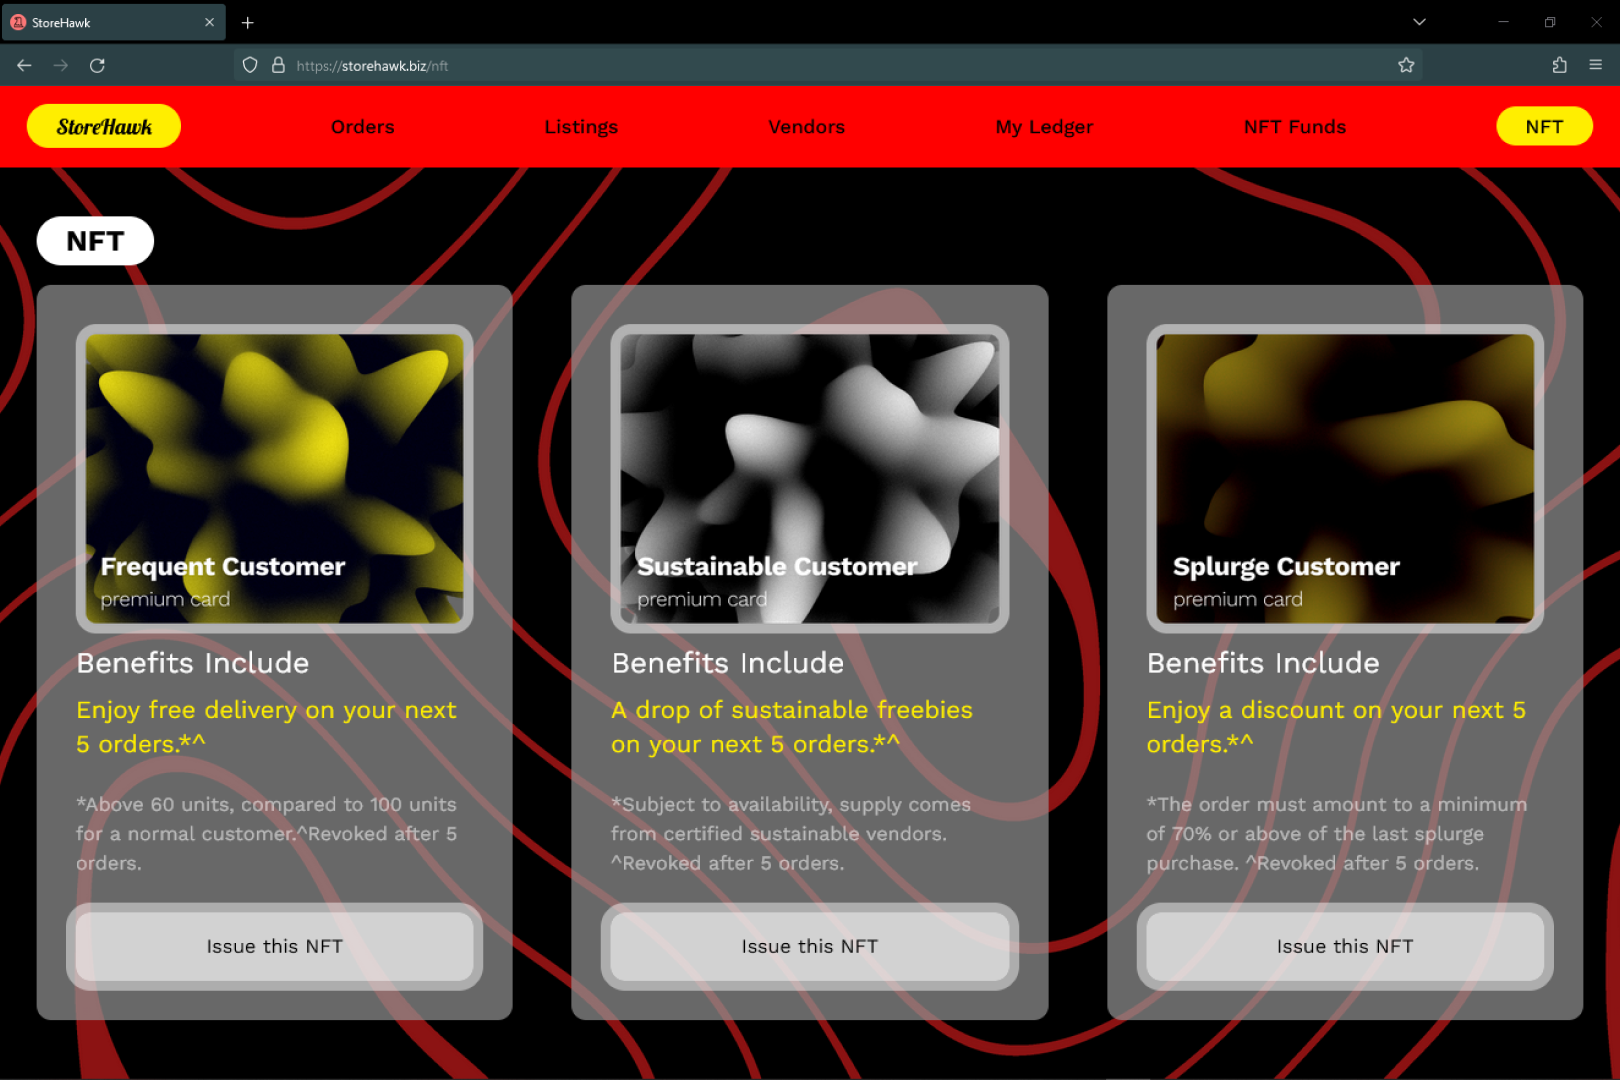 StoreHawk
https://storehawk.biz/nft
StoreHawk
Orders
Listings
Vendors
My Ledger
NFT Funds
NFT
NFT
Frequent Customer
premium card
Benefits Include
Enjoy free delivery on your next
5 orders.*^
*Above 60 units, compared to 100 units
for a normal customer.^Revoked after 5
orders.
Issue this NFT
Sustainable Customer
premium card
Benefits Include
A drop of sustainable freebies
on your next 5 orders.*^
*Subject to availability, supply comes
from certified sustainable vendors.
^Revoked after 5 orders.
Issue this NFT
Splurge Customer
premium card
Benefits Include
Enjoy a discount on your next 5
orders.*^
*The order must amount to a minimum
of 70% or above of the last splurge
purchase. ^Revoked after 5 orders.
Issue this NFT